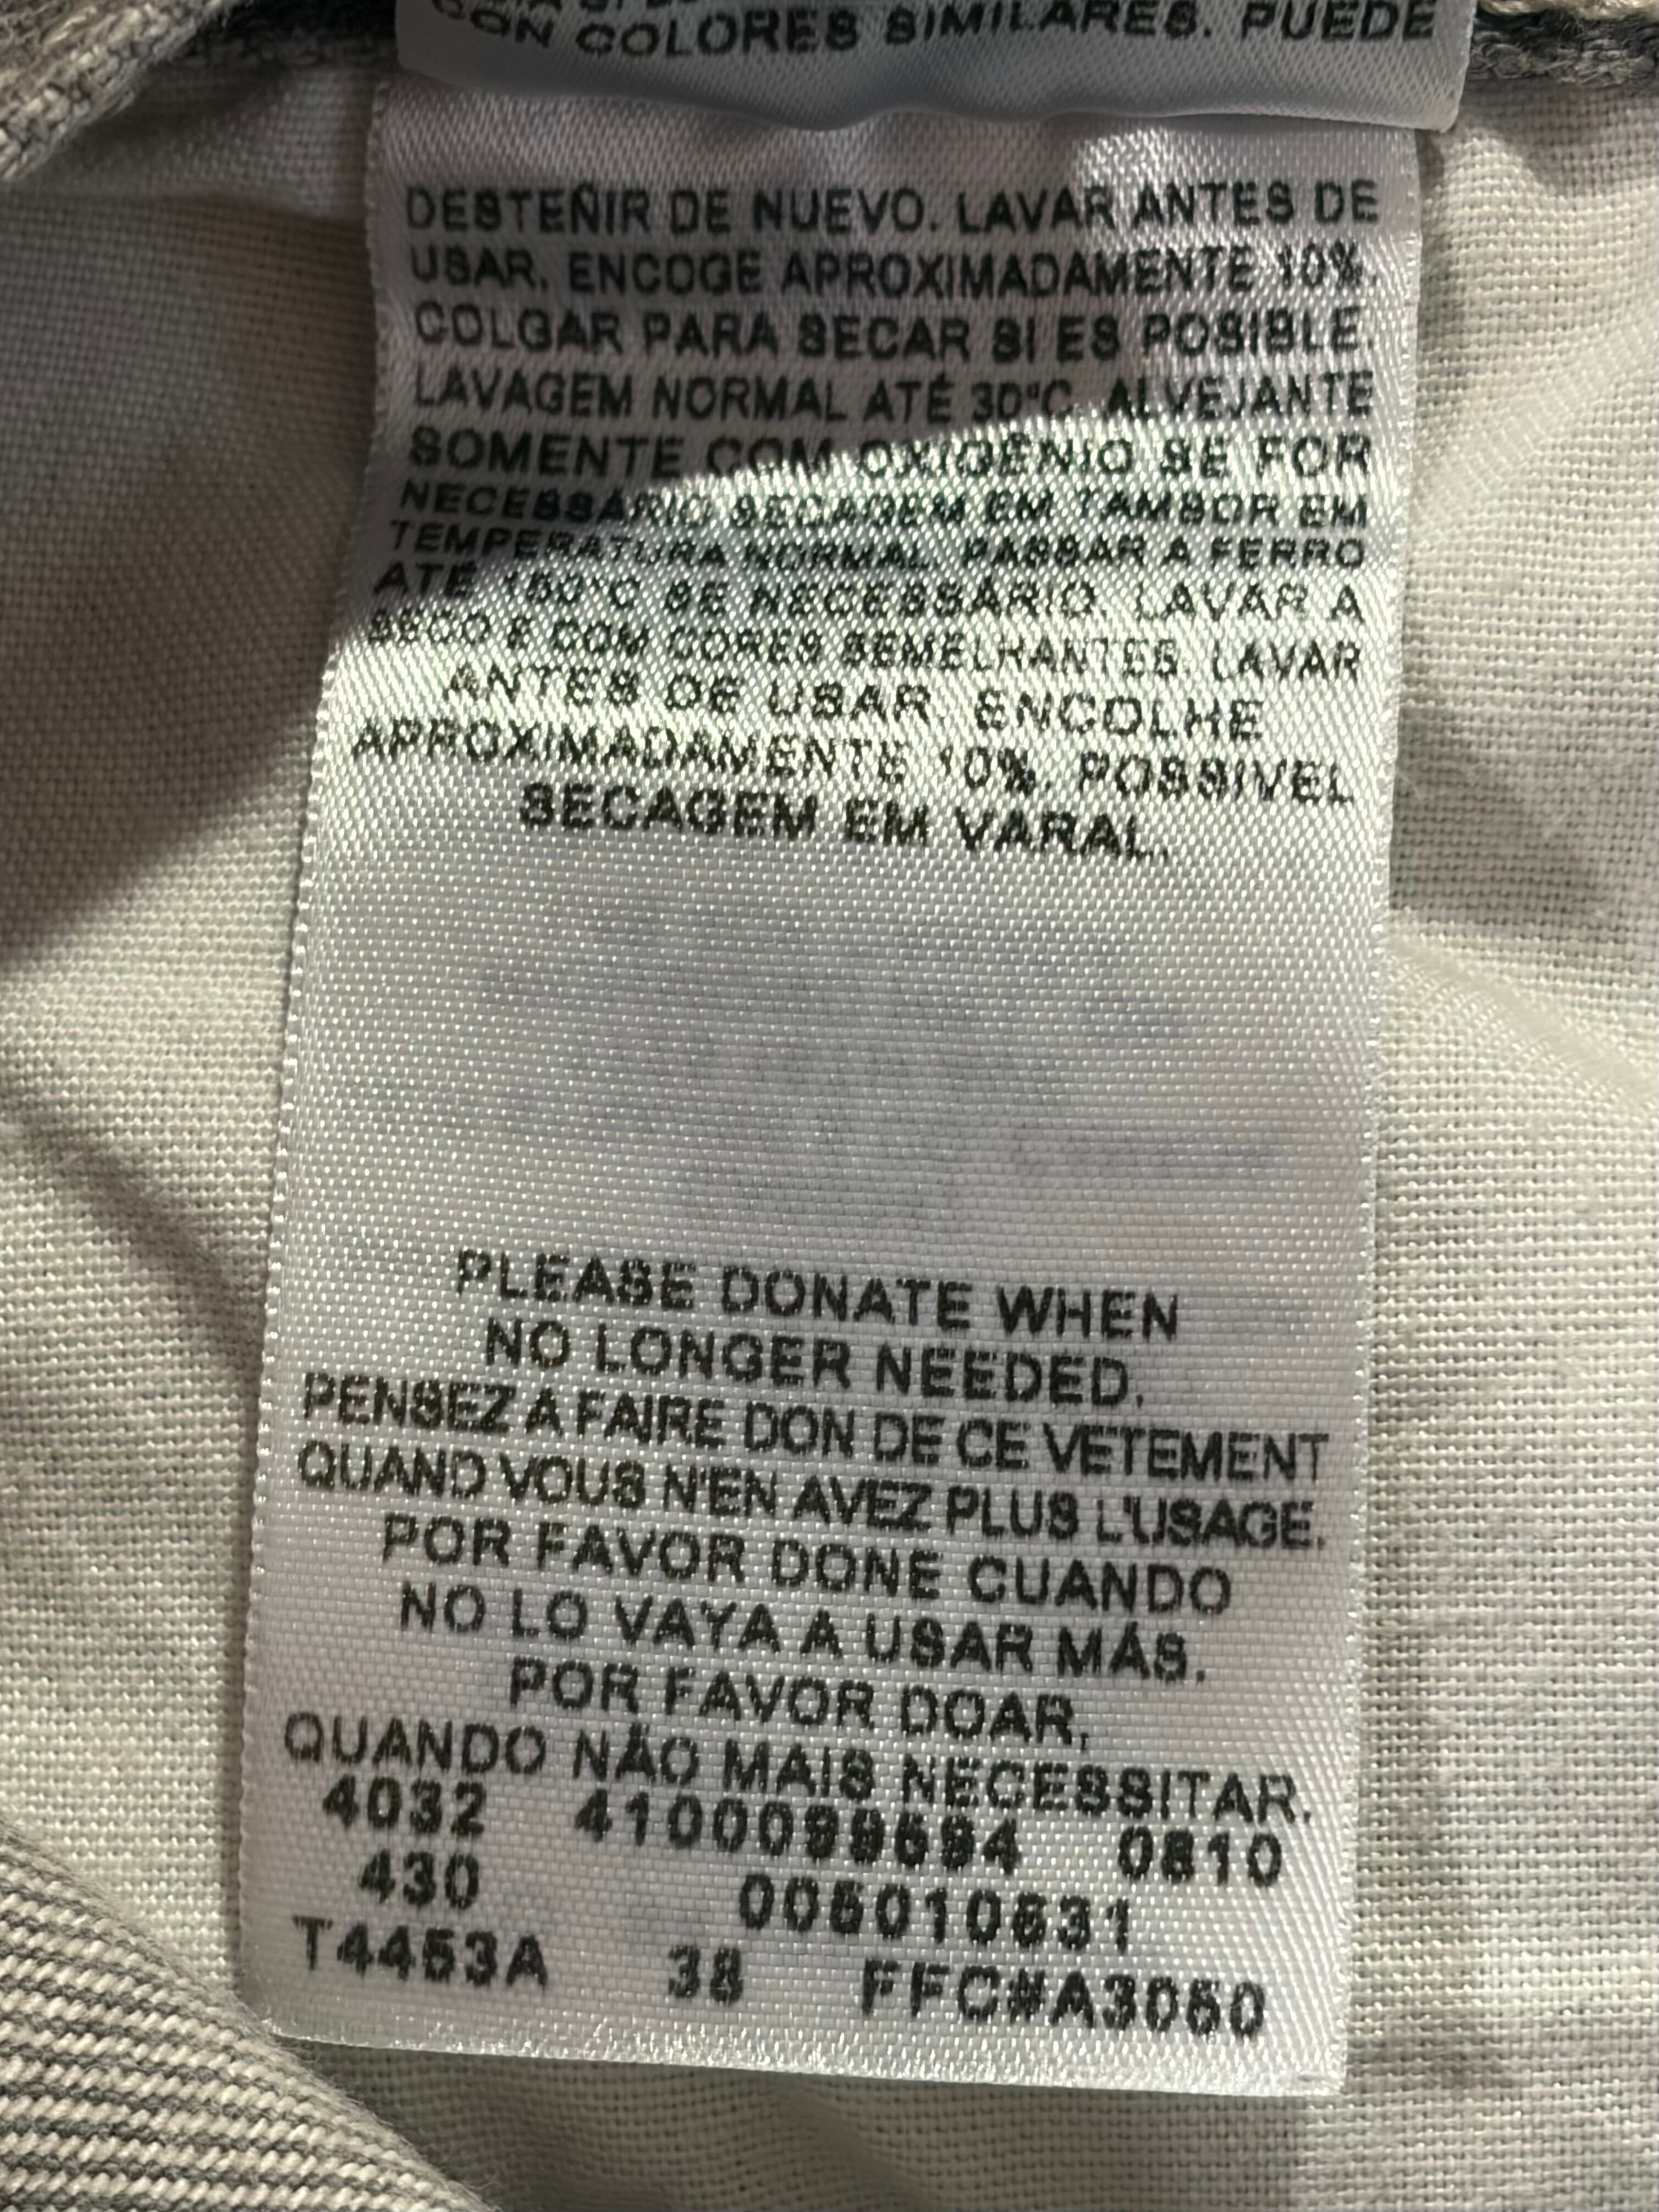 CON COLORES SIMILARES. PUEDE
DESTEÑIR DE NUEVO. LAVAR ANTES DE
USAR. ENCOGE APROXIMADAMENTE 10%.
COLGAR PARA SECAR SI ES POSIBLE.
LAVAGEM NORMAL ATÉ 30°C. ALVEJANTE
SOMENTE COM OXIGÊNIO SE FOR
NECESSÁRIO SECAGEM EM TAMBOR EM
TEMPERATURA NORMAL. PASSAR A FERRO
ATÉ 150°C SE NECESSÁRIO. LAVAR A
SECO E COM CORES SEMELHANTES. LAVAR
ANTES DE USAR. ENCOLHE
APROXIMADAMENTE 10%. POSSIVEL
SECAGEM EM VARAL.
PLEASE DONATE WHEN
NO LONGER NEEDED.
PENSEZ A FAIRE DON DE CE VETEMENT
QUAND VOUS N'EN AVEZ PLUS L'USAGE.
POR FAVOR DONE CUANDO
NO LO VAYA A USAR MÁS.
POR FAVOR DOAR,
QUANDO NÃO MAIS NECESSITAR.
4032 0810
430 005010631
T4453A 38 FFC#A3050